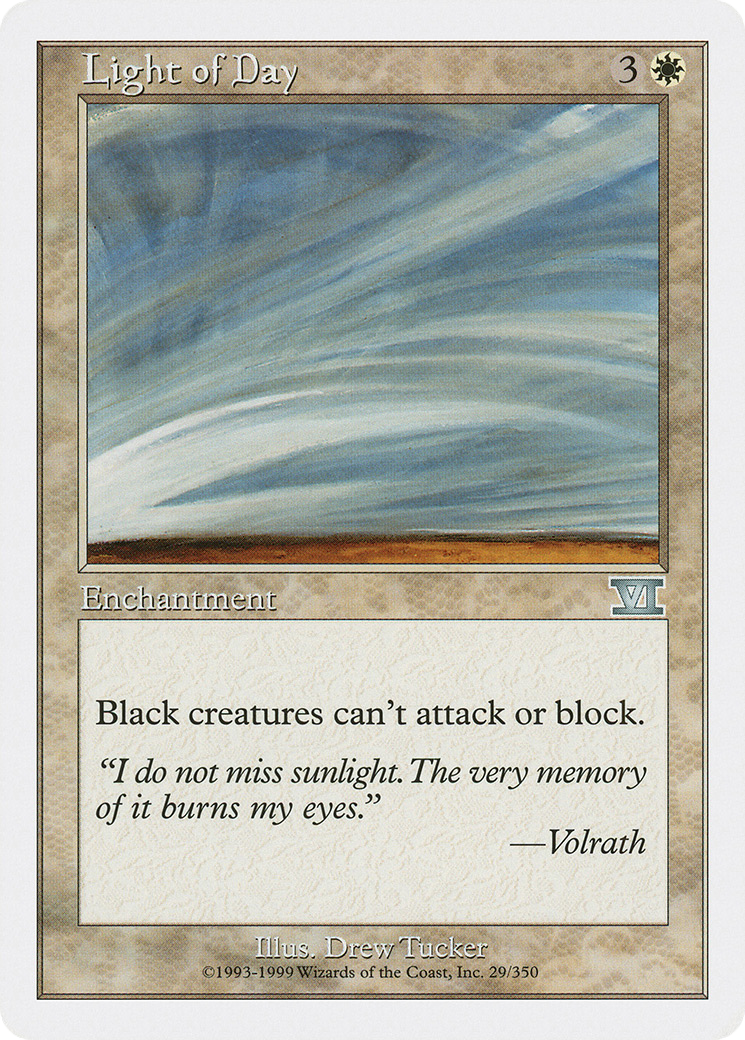 Light of Day 3
Enchantment VI
Black creatures can't attack or block.
“I do not miss sunlight. The very memory
of it burns my eyes.”
—Volrath
Illus. Drew Tucker
©1993-1999 Wizards of the Coast, Inc. 29/350